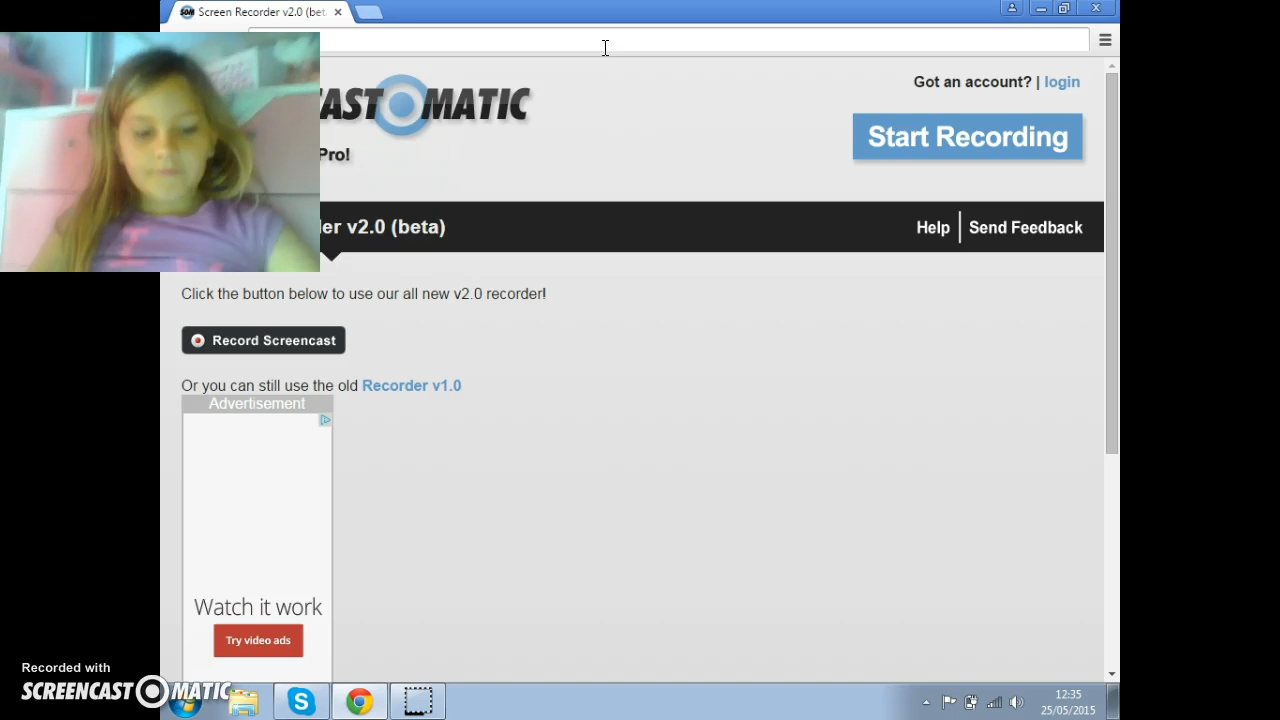 SOM Screen Recorder v2.0 (bet
CAST MATIC
Got an account? | login
Start Recording
Pro!
er v2.0 (beta)
Help | Send Feedback
Click the button below to use our all new v2.0 recorder!
Record Screencast
Or you can still use the old Recorder v1.0
Advertisement
Watch it work
Try video ads
Recorded with
SCREENCAST MATIC
S
12:35
25/05/2015